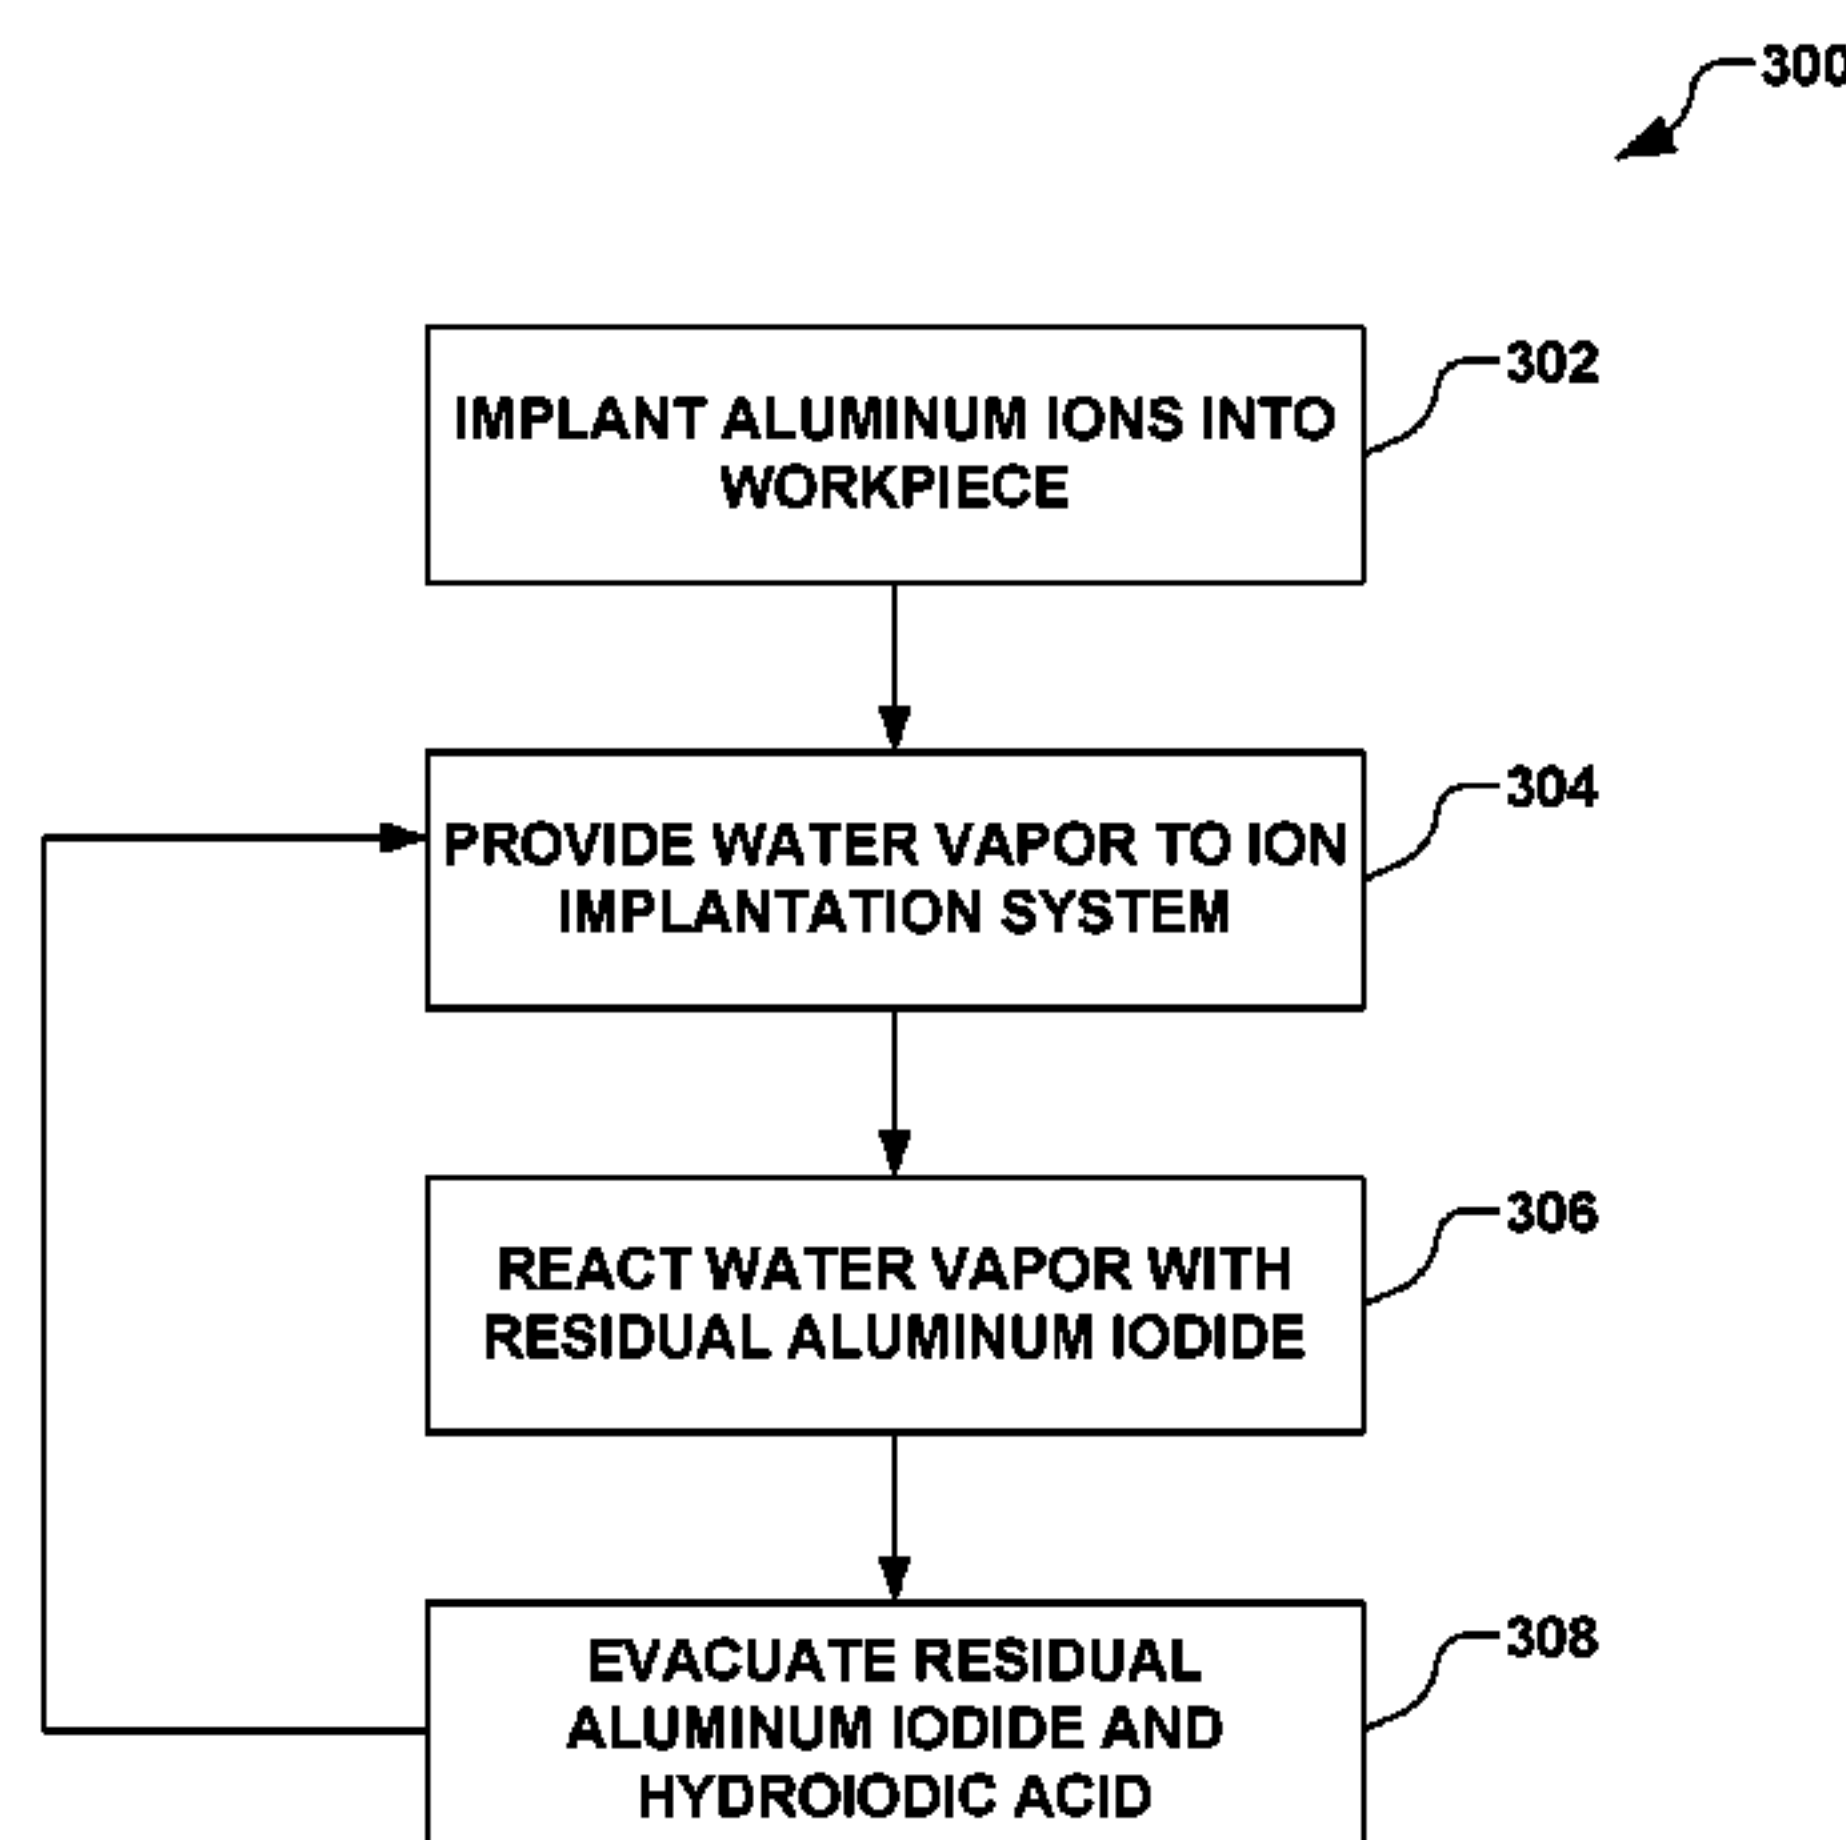 300
IMPLANT ALUMINUM IONS INTO
WORKPIECE
302
PROVIDE WATER VAPOR TO ION
IMPLANTATION SYSTEM
304
REACT WATER VAPOR WITH
RESIDUAL ALUMINUM IODIDE
306
EVACUATE RESIDUAL
ALUMINUM IODIDE AND
HYDROIODIC ACID
308